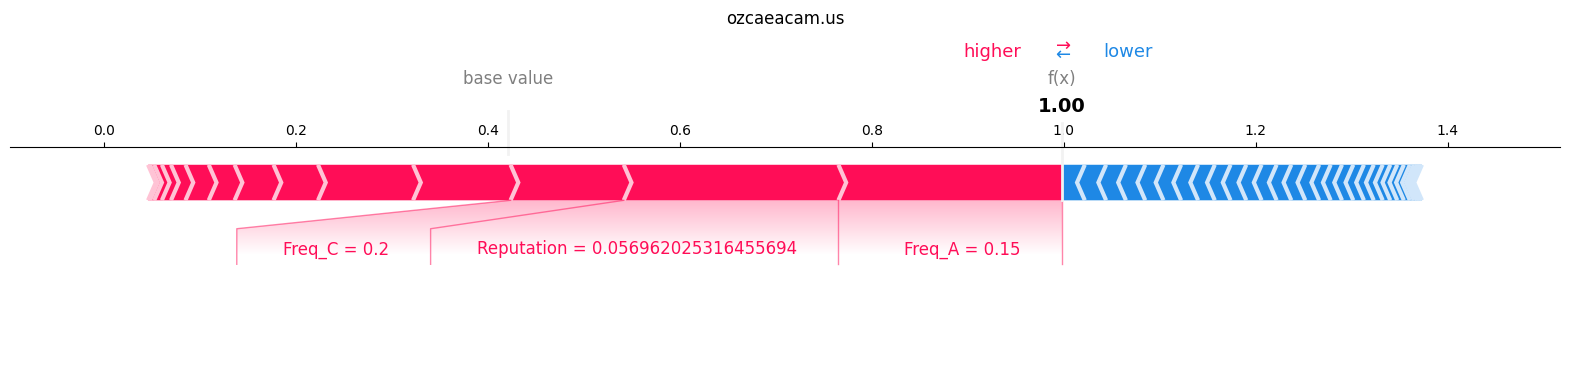 ozcaeacam.us
higher → lower
←
base value f(x)
1.00
0.0 0.2 0.4 0.6 0.8 1.0 1.2 1.4
Freq_C = 0.2 Reputation = 0.056962025316455694 Freq_A = 0.15